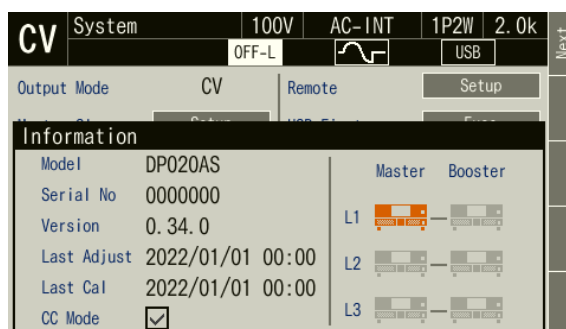 CV System 100V AC-INT 1P2W 2.0k
OFF-L USB
Next
Output Mode CV Remote Setup
Information
Model DP020AS
Master Booster
Serial No 0000000
L1
Version 0.34.0
Last Adjust 2022/01/01 00:00
L2
Last Cal 2022/01/01 00:00
L3
CC Mode